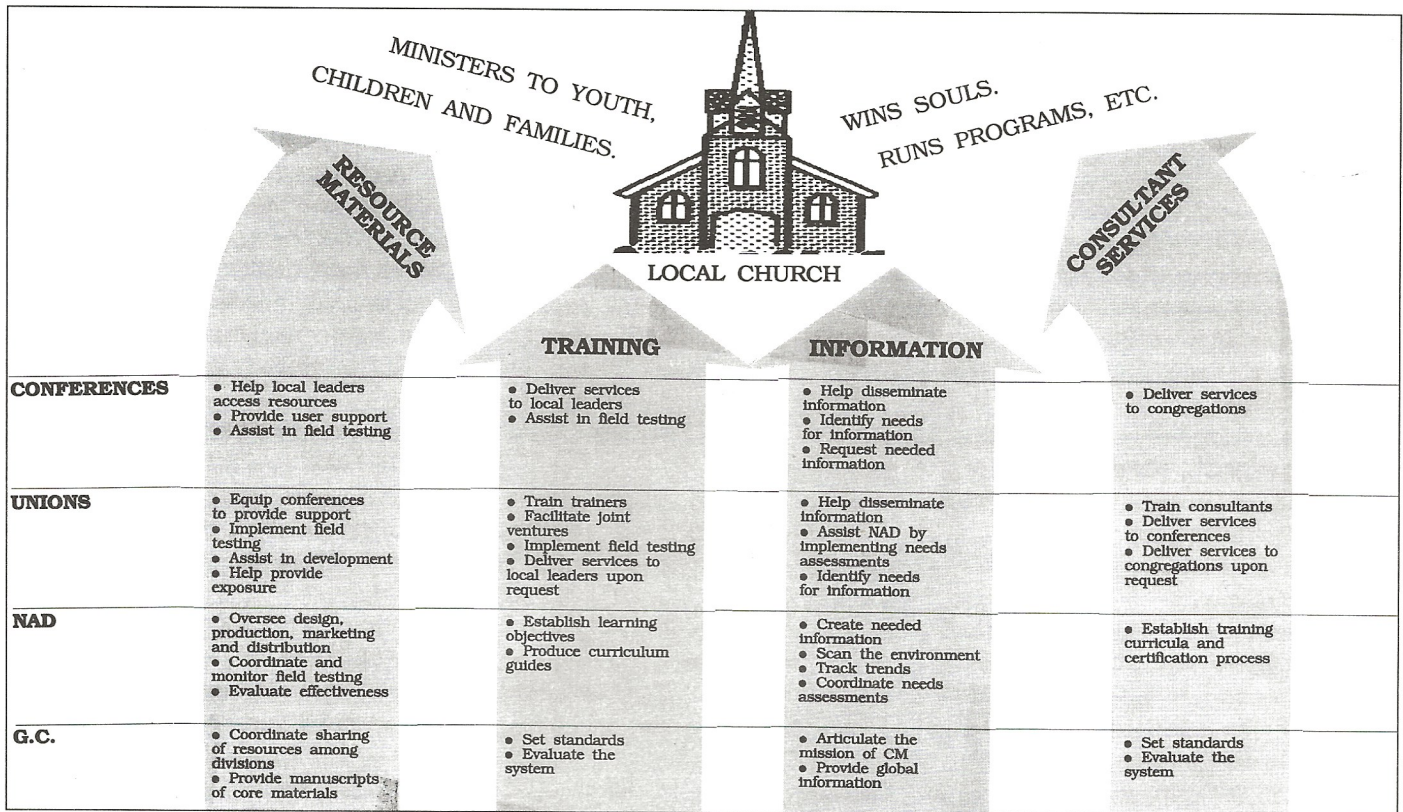 MINISTERS TO YOUTH,
CHILDREN AND FAMILIES.
WINS SOULS.
RUNS PROGRAMS, ETC.
LOCAL CHURCH
RESOURCE
MATERIALS
TRAINING
INFORMATION
CONSULTANT
SERVICES
CONFERENCES
• Help local leaders
access resources
• Provide user support
• Assist in field testing
• Deliver services
to local leaders
• Assist in field testing
• Help disseminate
information
• Identify needs
for information
• Request needed
information
• Deliver services
to congregations
UNIONS
• Equip conferences
to provide support
• Implement field
testing
• Assist in development
• Help provide
exposure
• Train trainers
• Facilitate joint
ventures
• Implement field testing
• Deliver services to
local leaders upon
request
• Help disseminate
information
• Assist NAD by
implementing needs
assessments
• Identify needs
for information
• Train consultants
• Deliver services
to conferences
• Deliver services to
congregations upon
request
NAD
• Oversee design,
production, marketing
and distribution
• Coordinate and
monitor field testing
• Evaluate effectiveness
• Establish learning
objectives
• Produce curriculum
guides
• Create needed
information
• Scan the environment
• Track trends
• Coordinate needs
assessments
• Establish training
curricula and
certification process
G.C.
• Coordinate sharing
of resources among
divisions
• Provide manuscripts
of core materials
• Set standards
• Evaluate the
system
• Articulate the
mission of CM
• Provide global
information
• Set standards
• Evaluate the
system